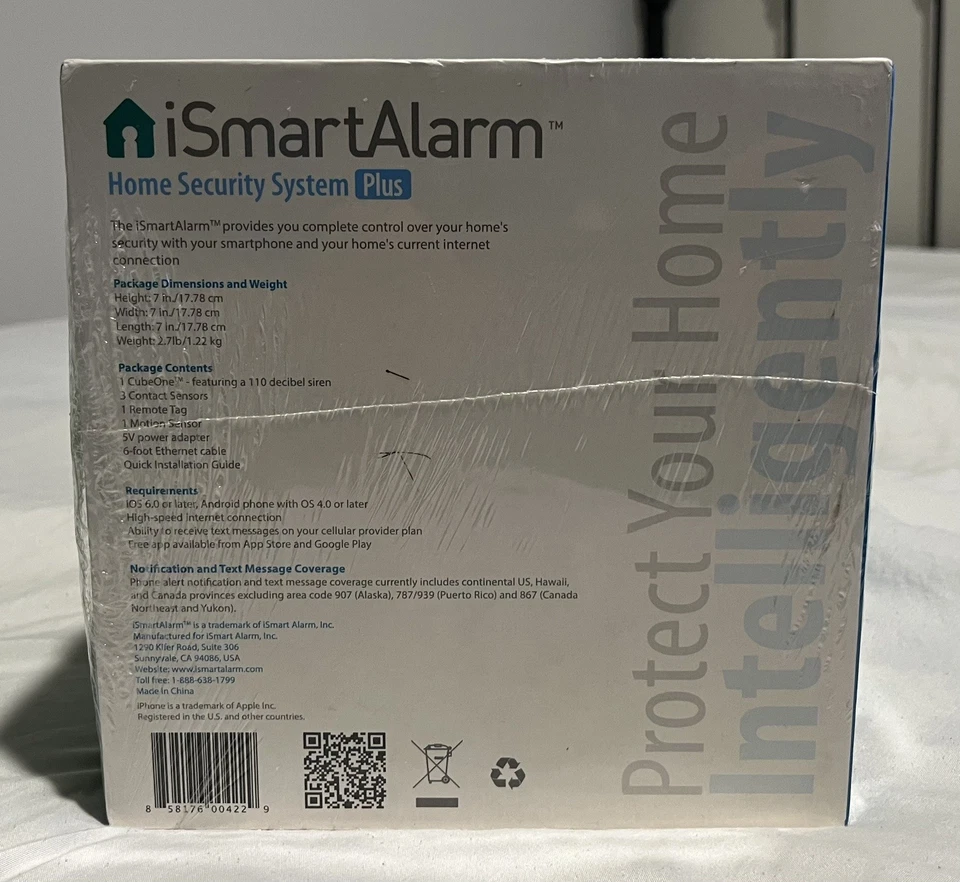 iSmartAlarm™
Home Security System Plus
The iSmartAlarm™ provides you complete control over your home's
security with your smartphone and your home's current internet
connection
Package Dimensions and Weight
Height: 7 in./17.78 cm
Width: 7 in./17.78 cm
Length: 7 in./17.78 cm
Weight: 2.7lb/1.22 kg
Package Contents
1 CubeOne™ - featuring a 110 decibel siren
3 Contact Sensors
1 Remote Tag
1 Motion Sensor
5V power adapter
6-foot Ethernet cable
Quick Installation Guide
Requirements
iOS 6.0 or later, Android phone with OS 4.0 or later
High-speed internet connection
Ability to receive text messages on your cellular provider plan
Free app available from App Store and Google Play
Notification and Text Message Coverage
Phone alert notification and text message coverage currently includes continental US, Hawaii,
and Canada provinces excluding area code 907 (Alaska), 787/939 (Puerto Rico) and 867 (Canada
Northeast and Yukon).
iSmartAlarm™ is a trademark of iSmart Alarm, Inc.
Manufactured for iSmart Alarm, Inc.
1290 Kifer Road, Suite 306
Sunnyvale, CA 94086, USA
Website: www.ismartalarm.com
Toll free: 1-888-638-1799
Made in China
iPhone is a trademark of Apple Inc.
Registered in the U.S. and other countries.
8 58176 00422 9
Protect Your Home
Intelligently